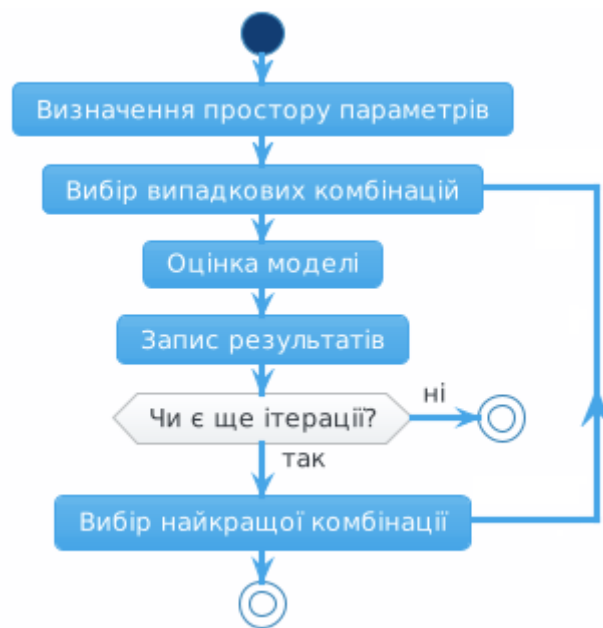 Визначення простору параметрів
Вибір випадкових комбінацій
Оцінка моделі
Запис результатів
Чи є ще ітерації?
ні
так
Вибір найкращої комбінації